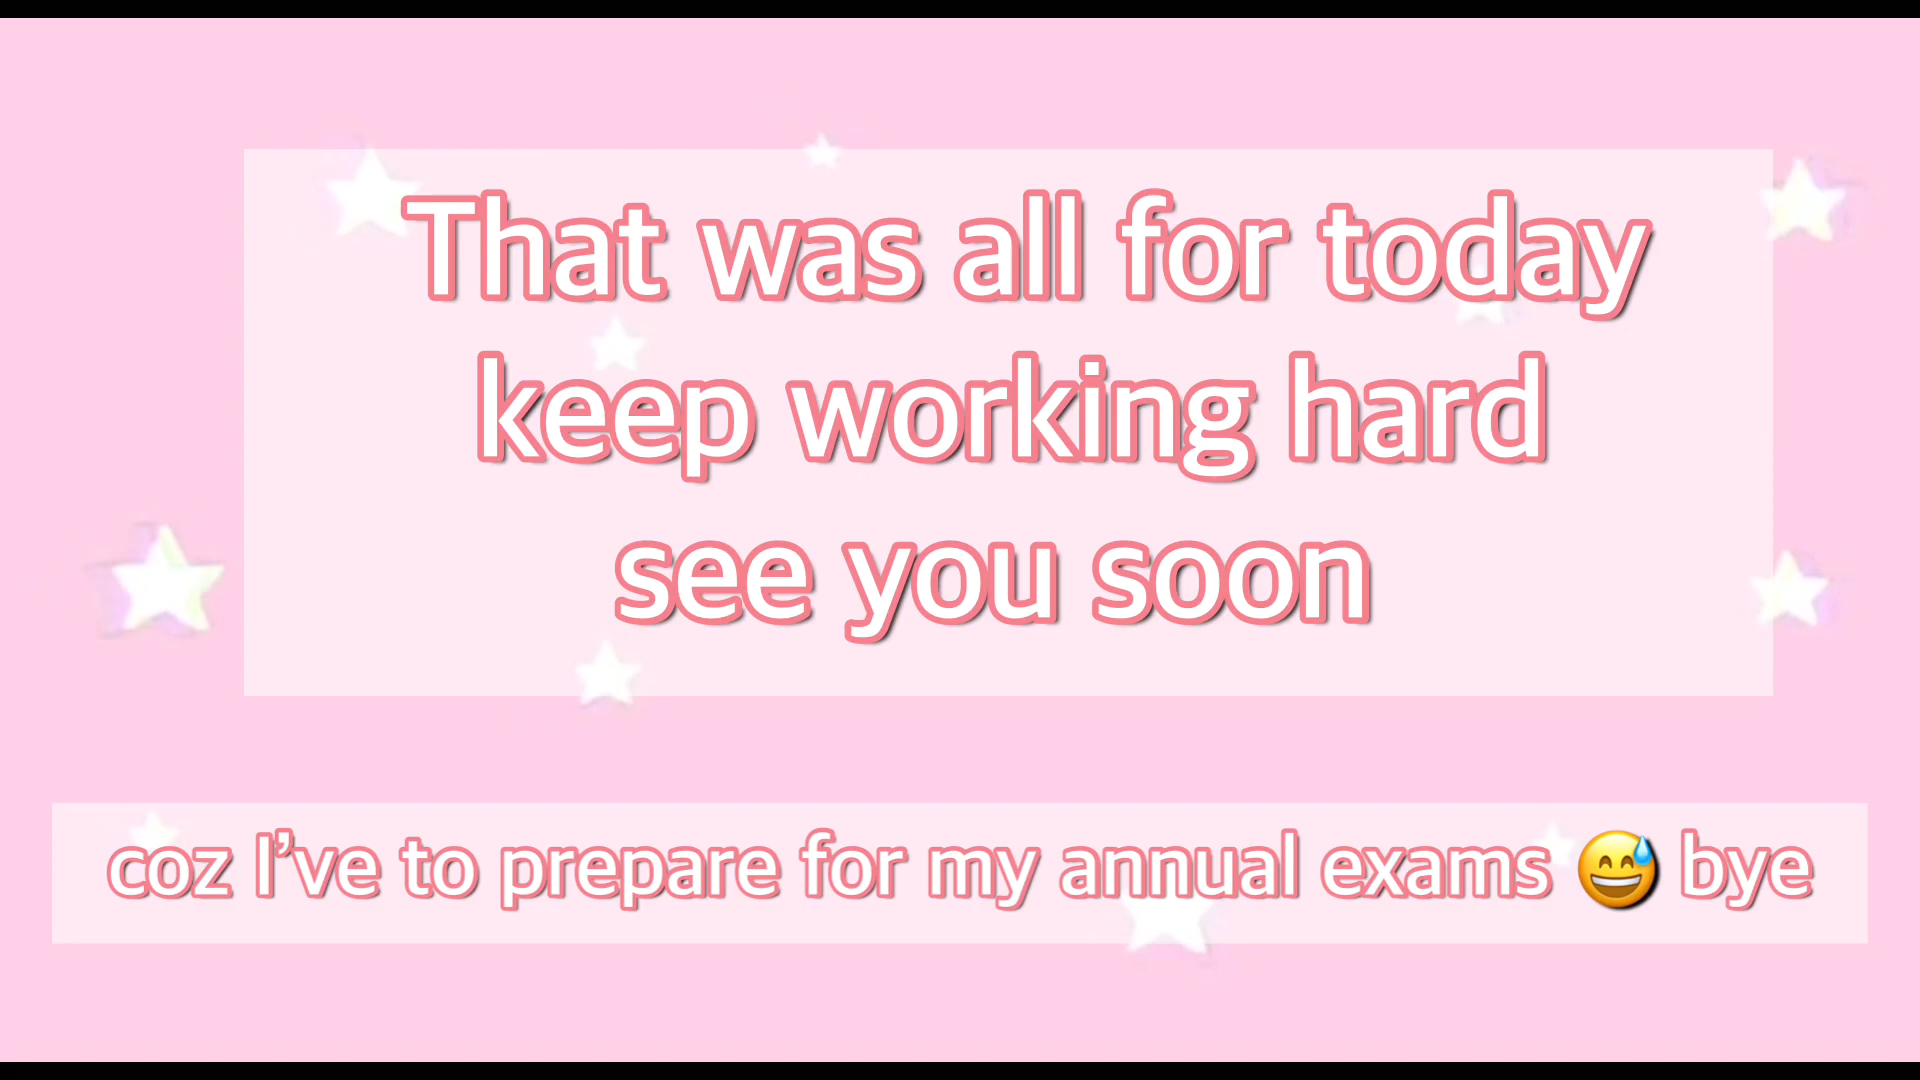 That was all for today
keep working hard
see you soon
coz I’ve to prepare for my annual exams 😅 bye